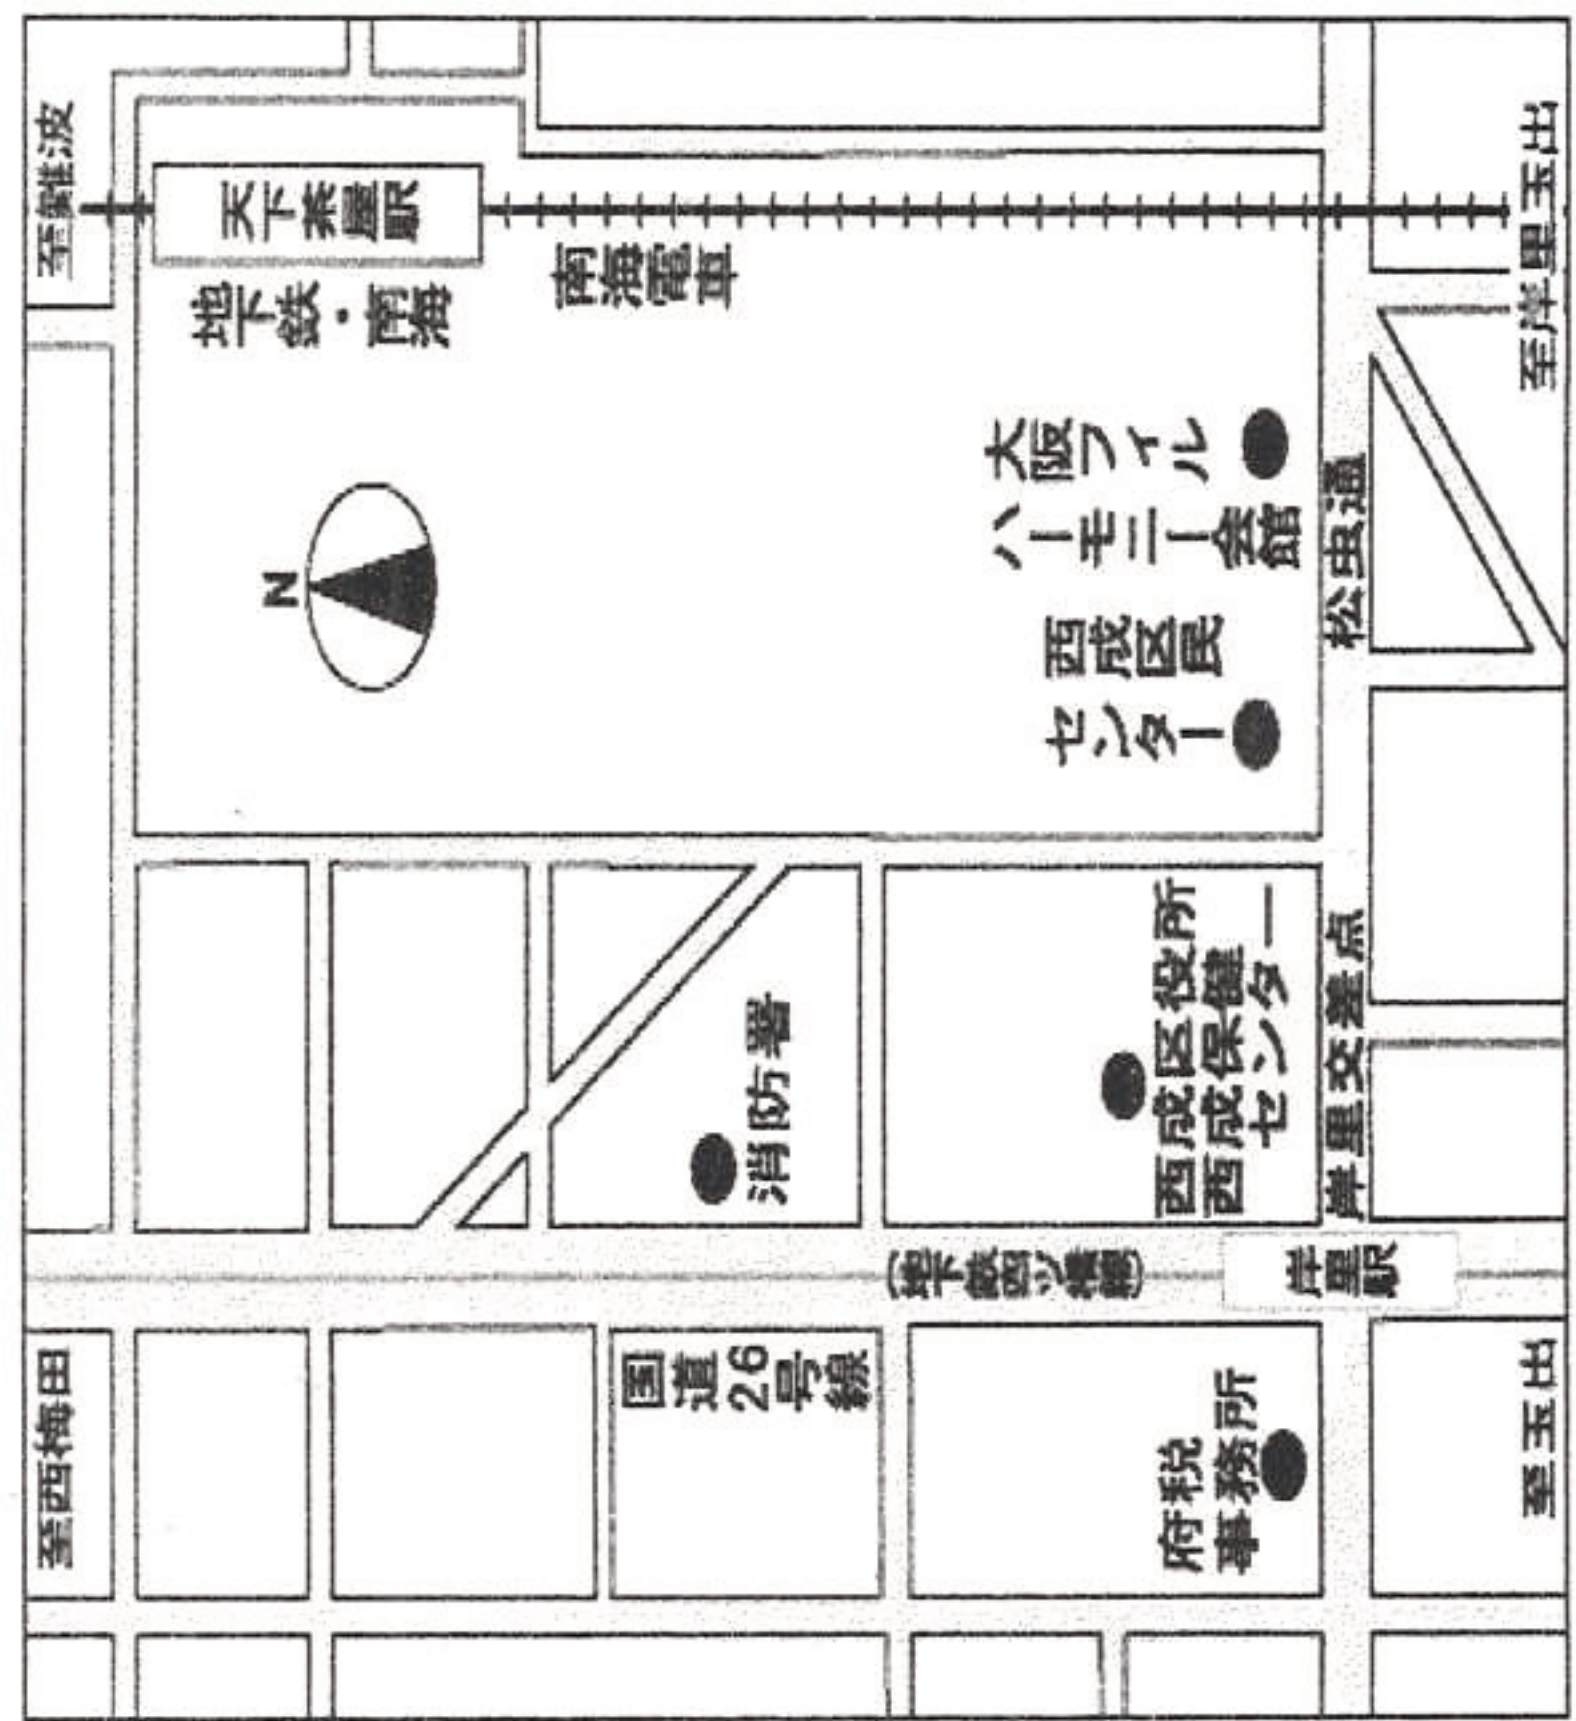 至西梅田
至難波
天下茶屋駅
地下鉄・南海
N
南海電車
国道26号線
消防署
(地下鉄四ツ橋線)
大阪フィル
ハーモニー会館
西成区民
センター
西成区役所
西成保健
センター
府税
事務所
岸里駅
岸里交差点
松虫通
至玉出
至岸里玉出